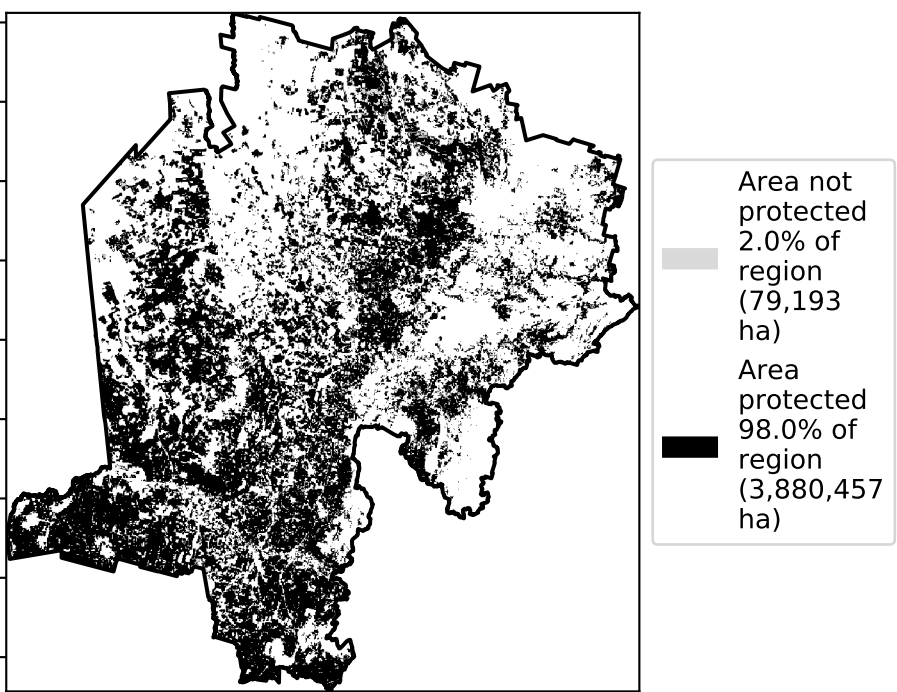 Area not
protected
2.0% of
region
(79,193
ha)
Area
protected
98.0% of
region
(3,880,457
ha)